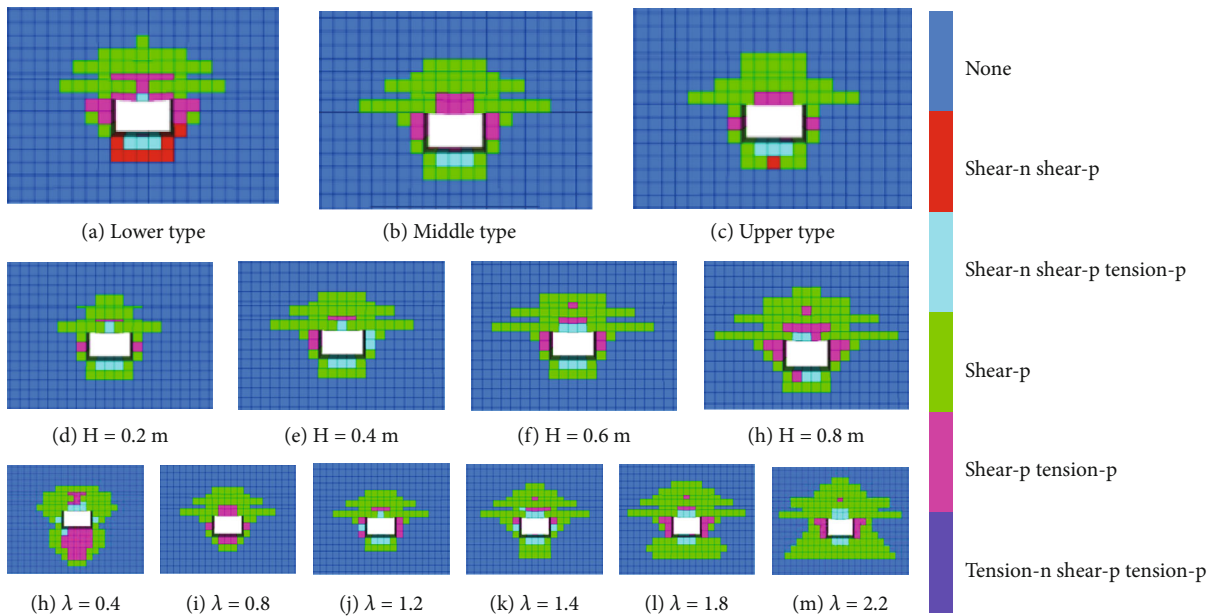 (a) Lower type
(b) Middle type
(c) Upper type
(d) H = 0.2 m
(e) H = 0.4 m
(f) H = 0.6 m
(h) H = 0.8 m
(h) λ = 0.4
(i) λ = 0.8
(j) λ = 1.2
(k) λ = 1.4
(l) λ = 1.8
(m) λ = 2.2
None
Shear-n shear-p
Shear-n shear-p tension-p
Shear-p
Shear-p tension-p
Tension-n shear-p tension-p